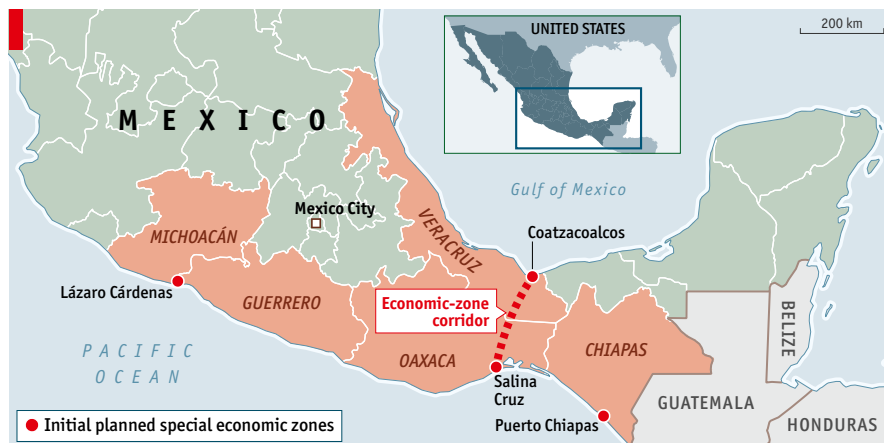 UNITED STATES
200 km
MEXICO
Gulf of Mexico
Mexico City
MICHOACÁN
VERACRUZ
Coatzacoalcos
Lázaro Cárdenas
GUERRERO
Economic-zone
corridor
BELIZE
PACIFIC
OCEAN
OAXACA
CHIAPAS
Salina
Cruz
GUATEMALA
Puerto Chiapas
HONDURAS
Initial planned special economic zones